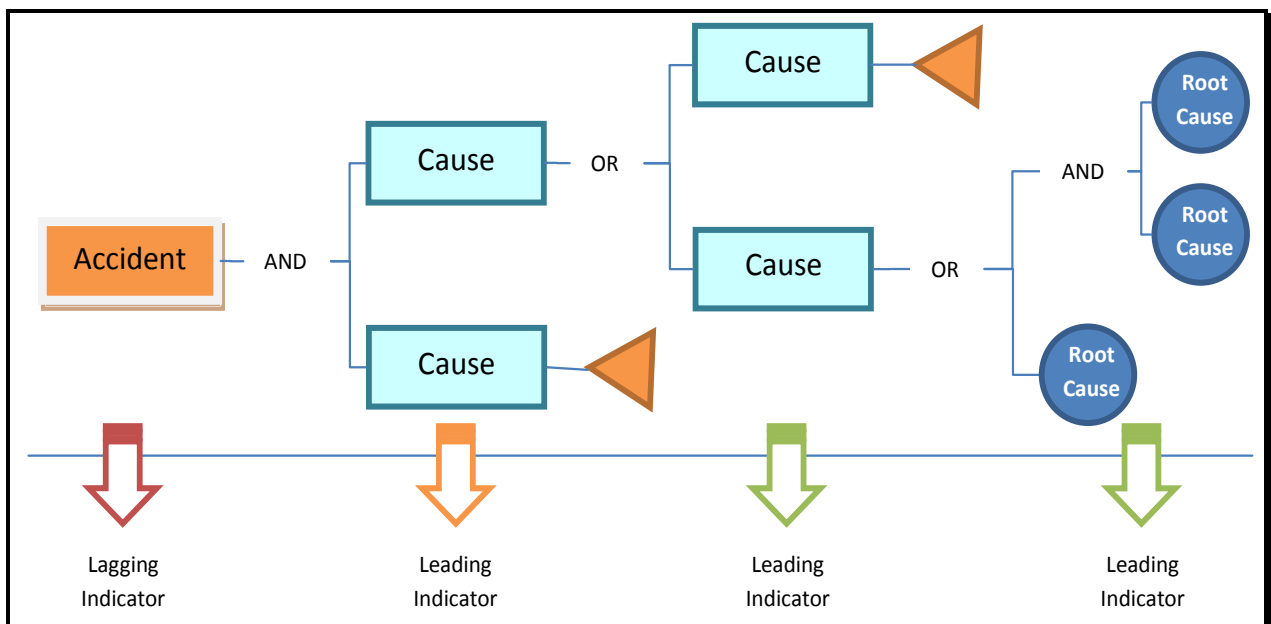 Cause
Root
Cause
Cause
OR
AND
Root
Cause
Accident
AND
Cause
OR
Cause
Root
Cause
Lagging
Indicator
Leading
Indicator
Leading
Indicator
Leading
Indicator